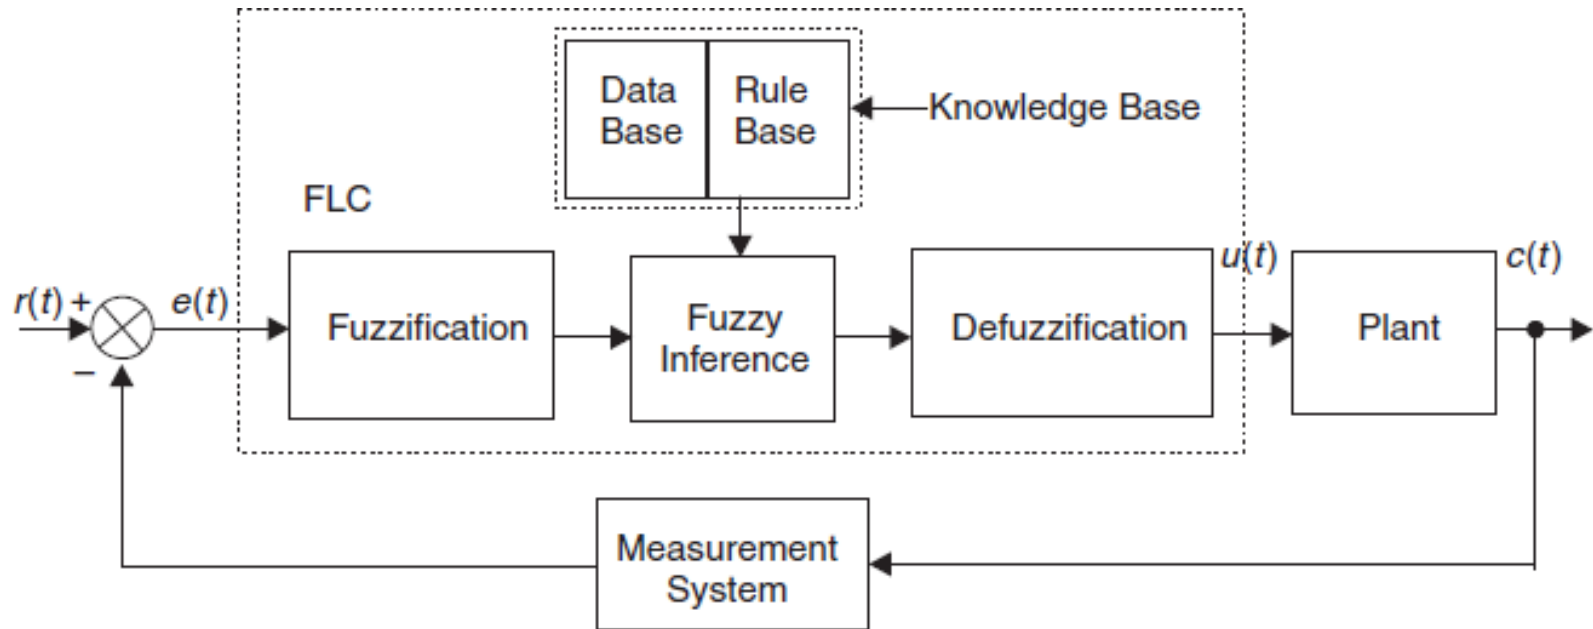 Data
Base
Rule
Base
Knowledge Base
FLC
r(t) +
−
e(t)
Fuzzification
Fuzzy
Inference
Defuzzification
u(t)
Plant
c(t)
Measurement
System